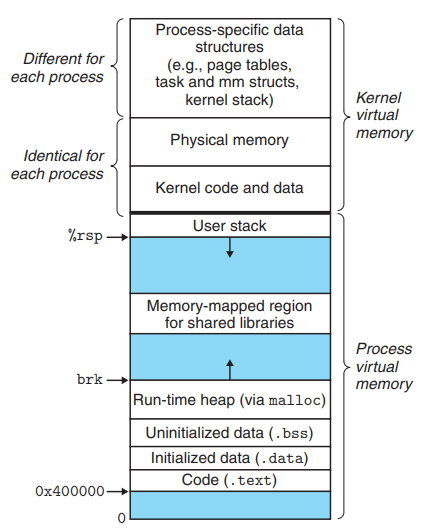 Process-specific data
structures
(e.g., page tables,
task and mm structs,
kernel stack)
Different for
each process
Kernel
virtual
memory
Physical memory
Identical for
each process
Kernel code and data
User stack
%rsp
Memory-mapped region
for shared libraries
Process
virtual
memory
brk
Run-time heap (via malloc)
Uninitialized data (.bss)
Initialized data (.data)
Code (.text)
0x400000
0